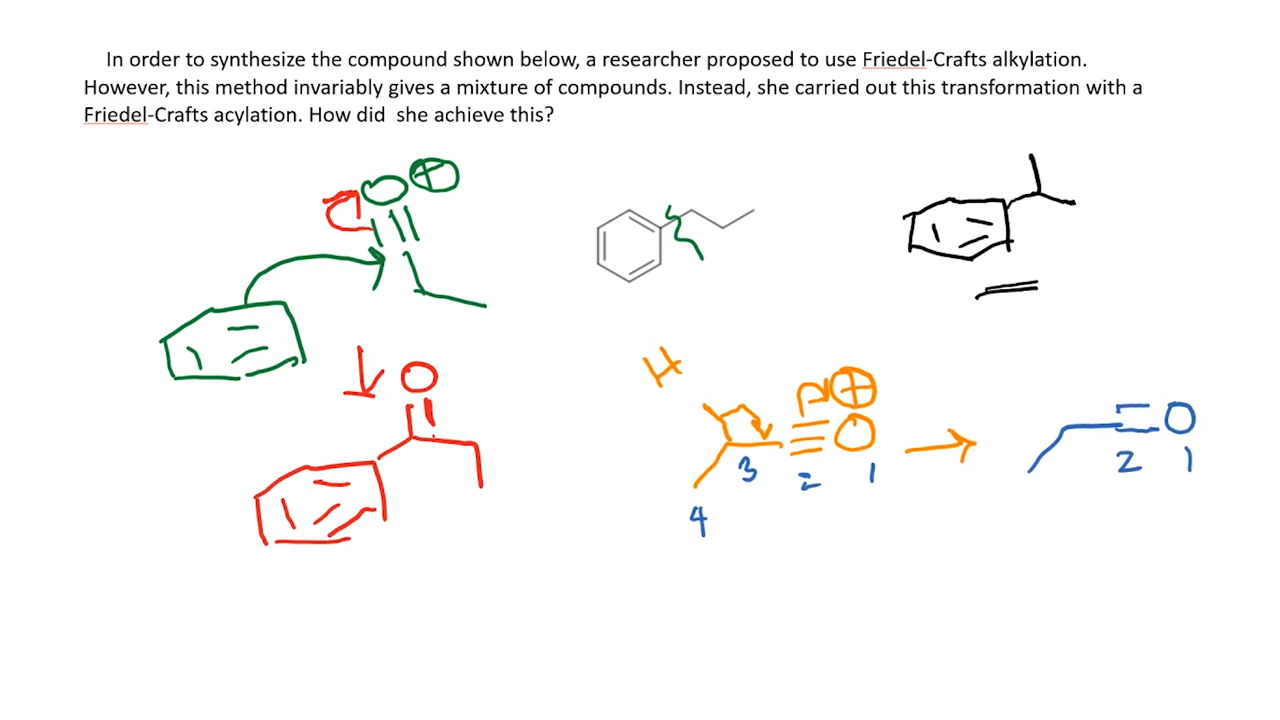 In order to synthesize the compound shown below, a researcher proposed to use Friedel-Crafts alkylation.
However, this method invariably gives a mixture of compounds. Instead, she carried out this transformation with a
Friedel-Crafts acylation. How did she achieve this?
O +
O
H
+
O
O
3 2 1
2 1
4